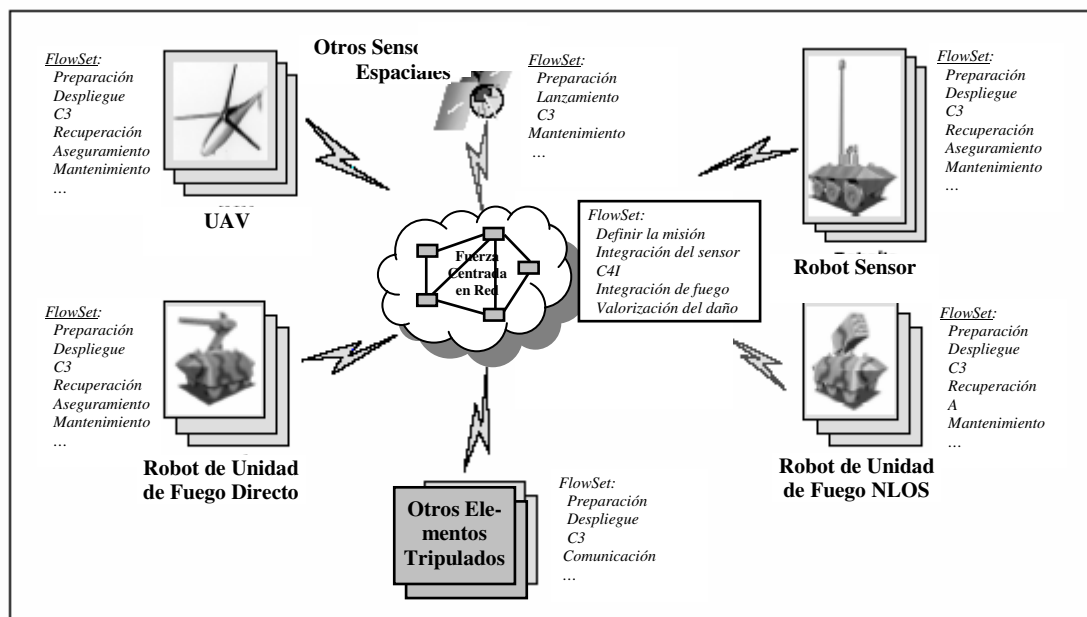 FlowSet:
Preparación
Despliegue
C3
Recuperación
Aseguramiento
Mantenimiento
…
UAV
Otros Senso
Espaciales
FlowSet:
Preparación
Lanzamiento
C3
Mantenimiento
…
FlowSet:
Preparación
Despliegue
C3
Recuperación
Aseguramiento
Mantenimiento
…
Robot Sensor
Fuerza
Centrada
en Red
FlowSet:
Definir la misión
Integración del sensor
C4I
Integración de fuego
Valorización del daño
FlowSet:
Preparación
Despliegue
C3
Recuperación
Aseguramiento
Mantenimiento
…
Robot de Unidad
de Fuego Directo
Otros Ele-
mentos
Tripulados
FlowSet:
Preparación
Despliegue
C3
Comunicación
…
FlowSet:
Preparación
Despliegue
C3
Recuperación
A
Mantenimiento
…
Robot de Unidad
de Fuego NLOS